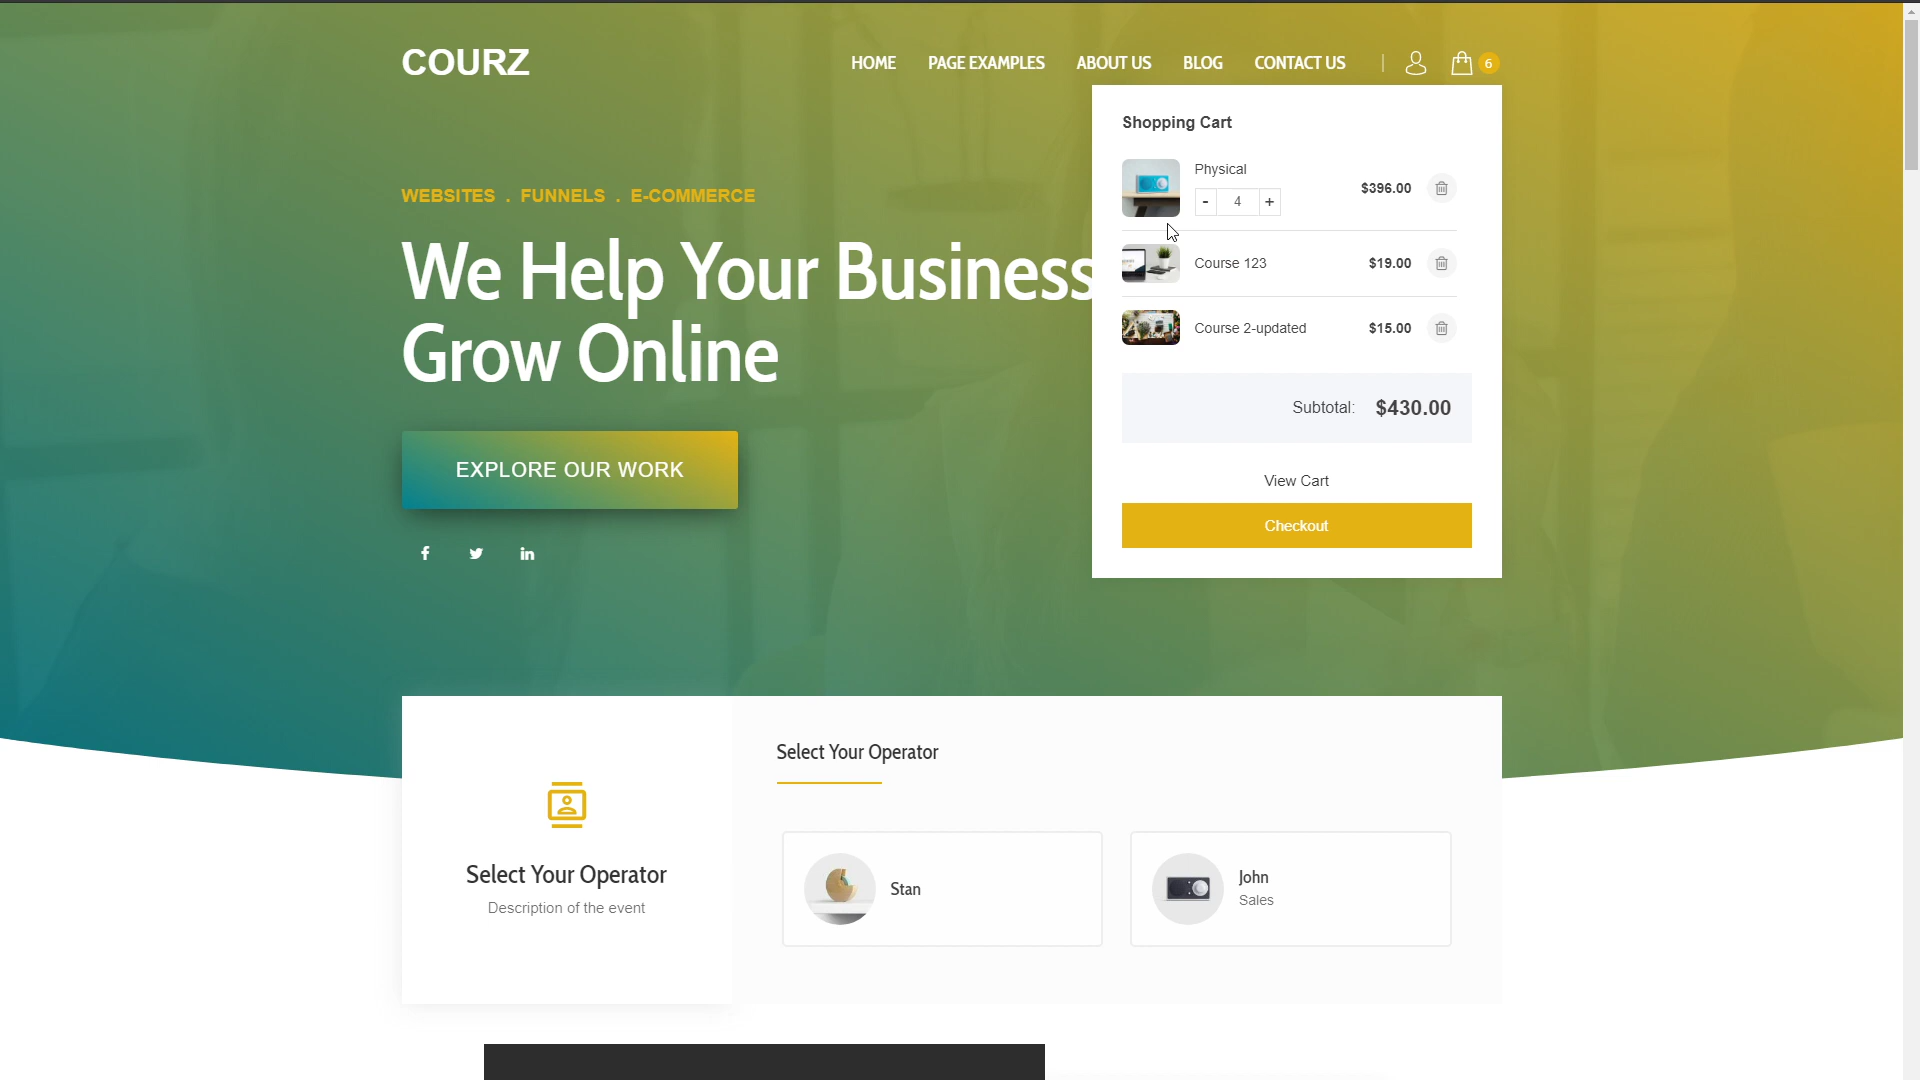 COURZ
HOME PAGE EXAMPLES ABOUT US BLOG CONTACT US | 6
WEBSITES . FUNNELS . E-COMMERCE
We Help Your Business
Grow Online
EXPLORE OUR WORK
Shopping Cart
Physical
- 4 +
$396.00
Course 123
$19.00
Course 2-updated
$15.00
Subtotal: $430.00
View Cart
Checkout
Select Your Operator
Description of the event
Select Your Operator
Stan
John
Sales